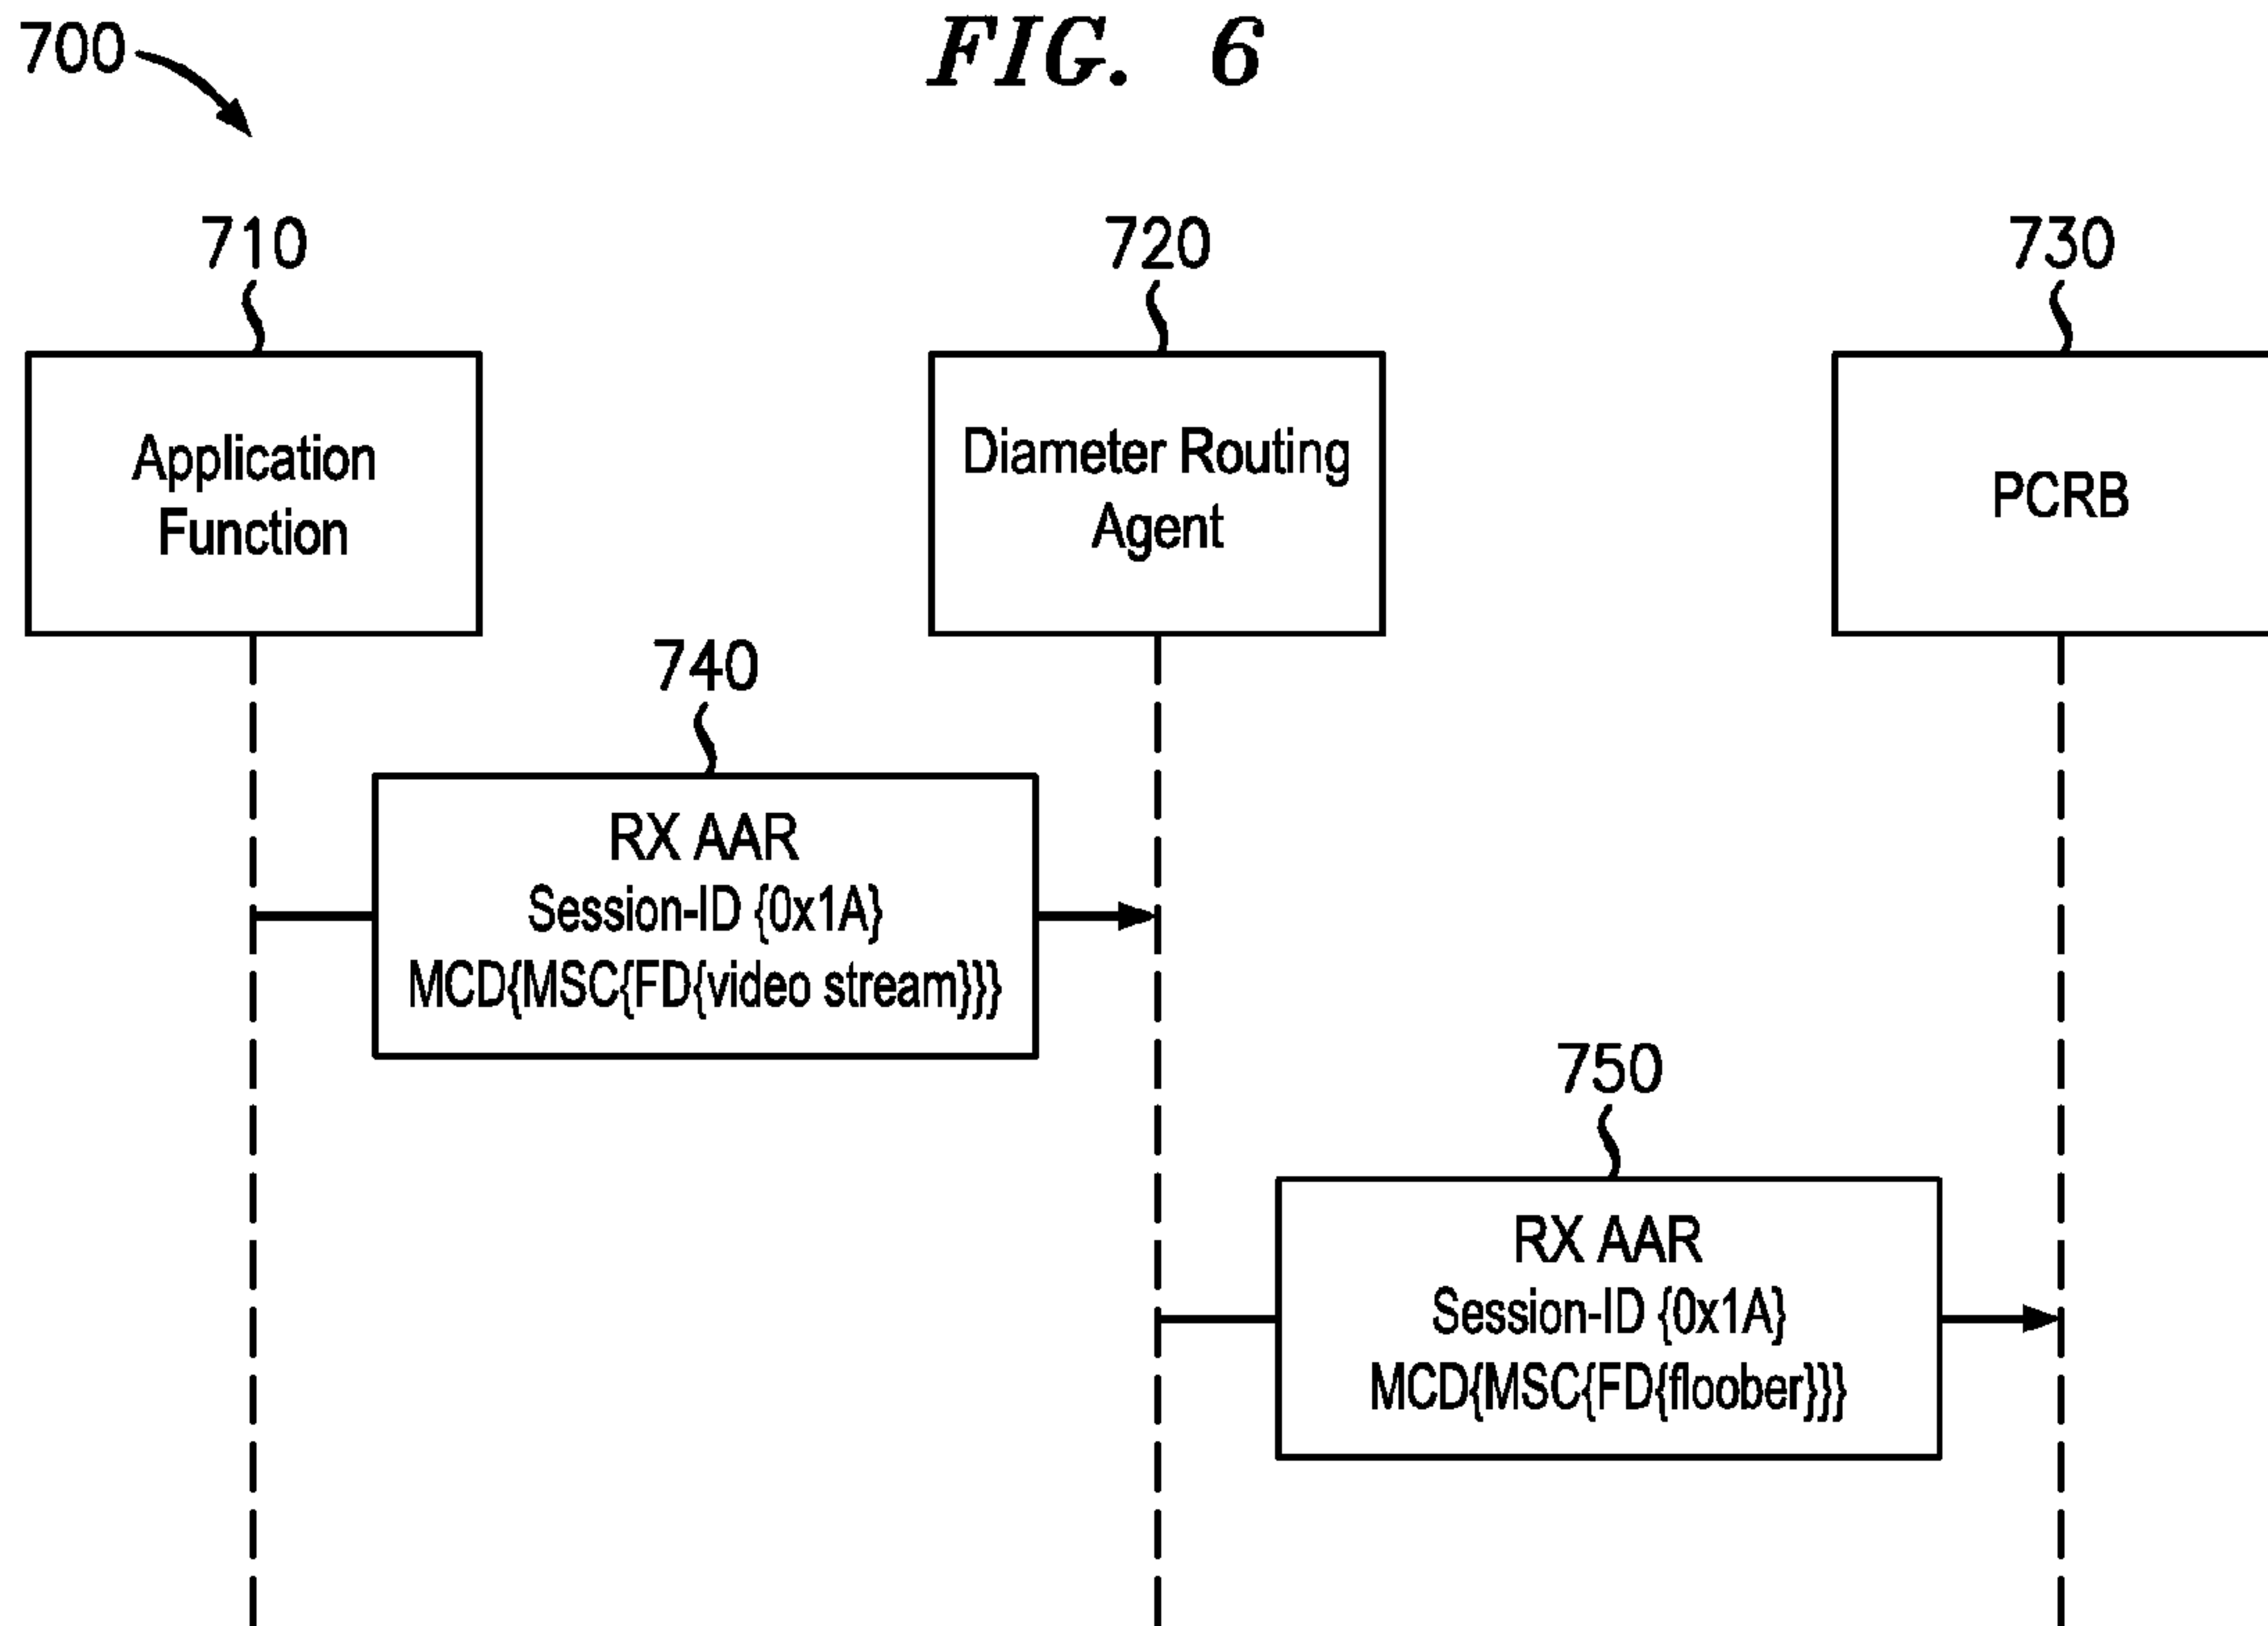 FIG. 6
700
710
720
730
Application
Function
Diameter Routing
Agent
PCRB
740
RX AAR
Session-ID {0x1A}
MCD{MSC{FD{video stream}}}
750
RX AAR
Session-ID {0x1A}
MCD{MSC{FD{floober}}}